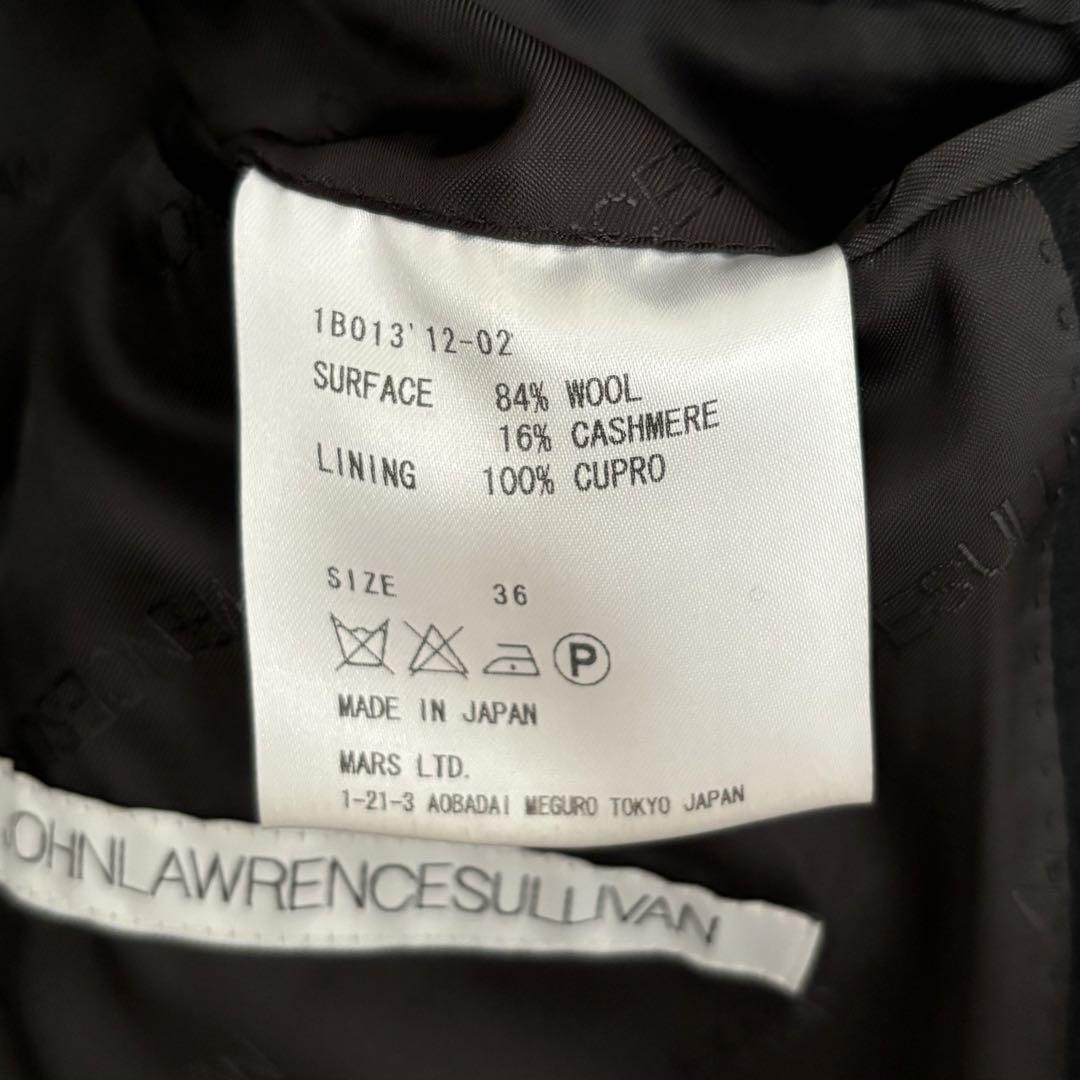 1B013'12-02
SURFACE 84% WOOL
16% CASHMERE
LINING 100% CUPRO
SIZE 36
P
MADE IN JAPAN
MARS LTD.
1-21-3 AOBADAI MEGURO TOKYO JAPAN
JOHNLAWRENCESULLIVAN